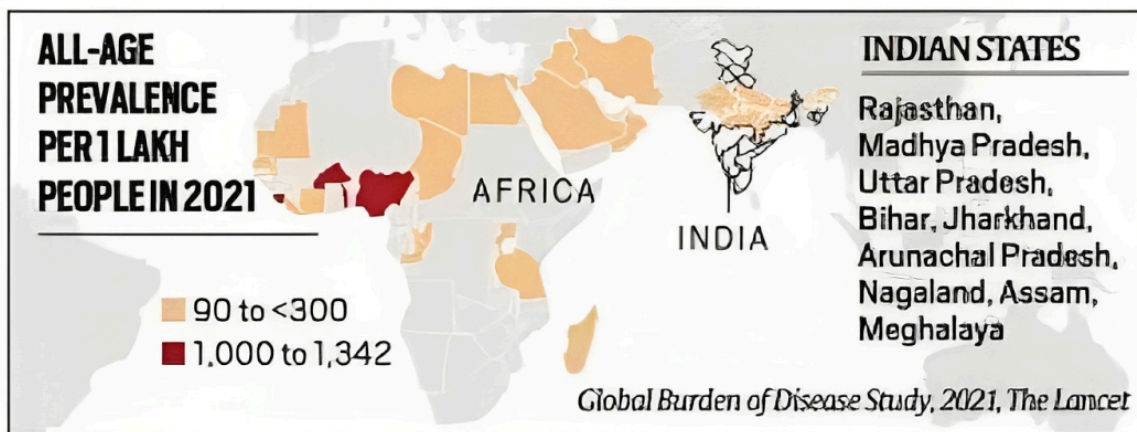 ALL-AGE
PREVALENCE
PER 1 LAKH
PEOPLE IN 2021
90 to <300
1,000 to 1,342
AFRICA
INDIA
INDIAN STATES
Rajasthan,
Madhya Pradesh,
Uttar Pradesh,
Bihar, Jharkhand,
Arunachal Pradesh,
Nagaland, Assam,
Meghalaya
Global Burden of Disease Study, 2021, The Lancet